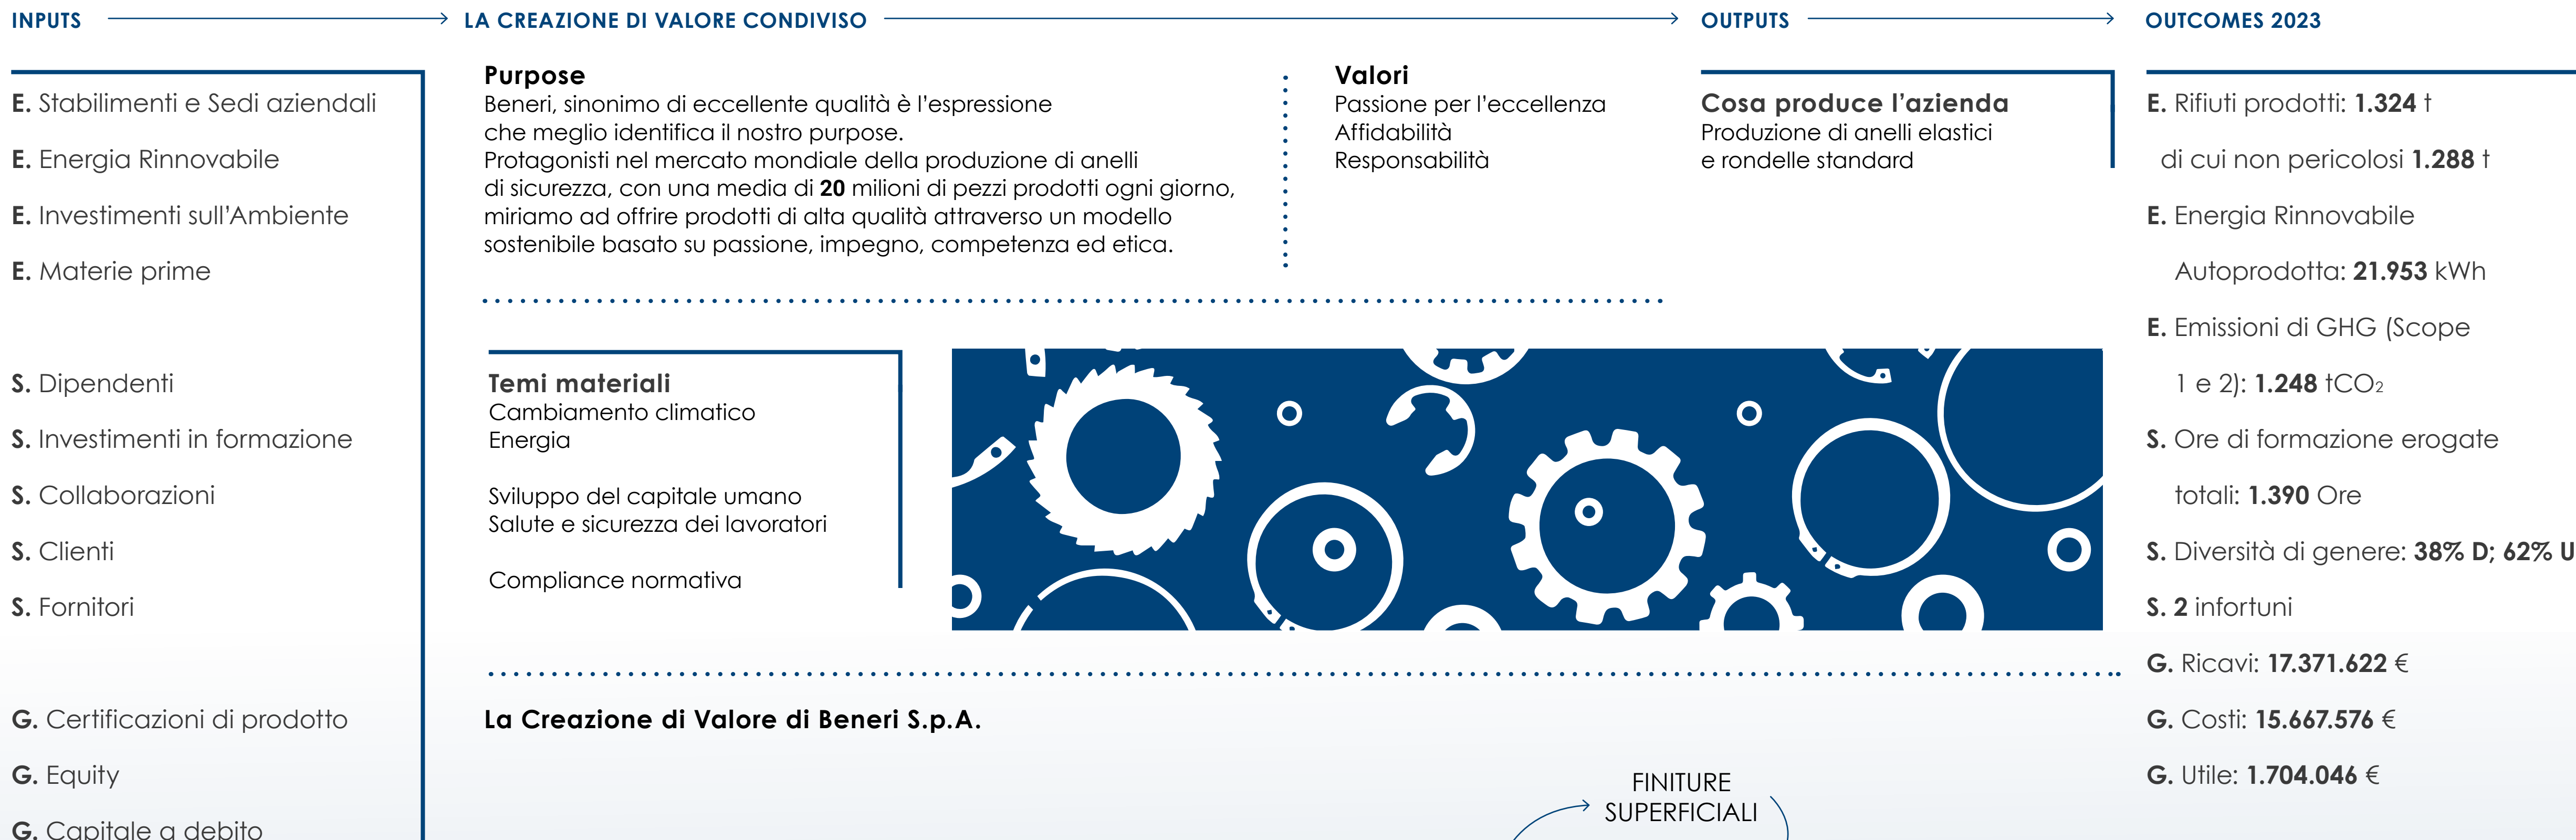 INPUTS
LA CREAZIONE DI VALORE CONDIVISO
OUTPUTS
OUTCOMES 2023
E. Stabilimenti e Sedi aziendali
E. Energia Rinnovabile
E. Investimenti sull’Ambiente
E. Materie prime
S. Dipendenti
S. Investimenti in formazione
S. Collaborazioni
S. Clienti
S. Fornitori
G. Certificazioni di prodotto
G. Equity
G. Capitale a debito
Purpose
Beneri, sinonimo di eccellente qualità è l’espressione
che meglio identifica il nostro purpose.
Protagonisti nel mercato mondiale della produzione di anelli
di sicurezza, con una media di 20 milioni di pezzi prodotti ogni giorno,
miriamo ad offrire prodotti di alta qualità attraverso un modello
sostenibile basato su passione, impegno, competenza ed etica.
Valori
Passione per l’eccellenza
Affidabilità
Responsabilità
Cosa produce l’azienda
Produzione di anelli elastici
e rondelle standard
Temi materiali
Cambiamento climatico
Energia
Sviluppo del capitale umano
Salute e sicurezza dei lavoratori
Compliance normativa
La Creazione di Valore di Beneri S.p.A.
FINITURE
SUPERFICIALI
E. Rifiuti prodotti: 1.324 t
di cui non pericolosi 1.288 t
E. Energia Rinnovabile
Autoprodotta: 21.953 kWh
E. Emissioni di GHG (Scope
1 e 2): 1.248 tCO₂
S. Ore di formazione erogate
totali: 1.390 Ore
S. Diversità di genere: 38% D; 62% U
S. 2 infortuni
G. Ricavi: 17.371.622 €
G. Costi: 15.667.576 €
G. Utile: 1.704.046 €